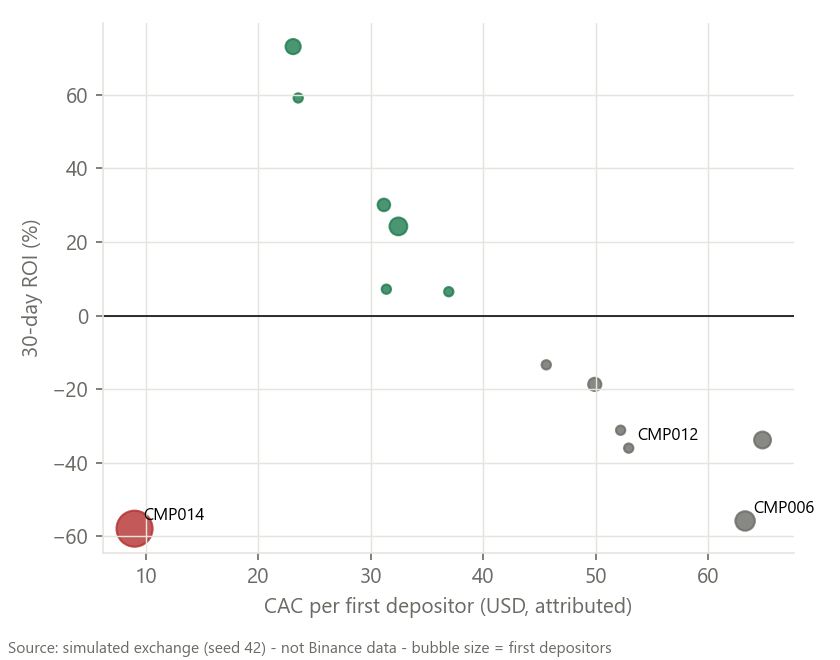 60
40
20
0
−20
−40
−60
30-day ROI (%)
CMP012
CMP006
CMP014
10 20 30 40 50 60
CAC per first depositor (USD, attributed)
Source: simulated exchange (seed 42) - not Binance data - bubble size = first depositors